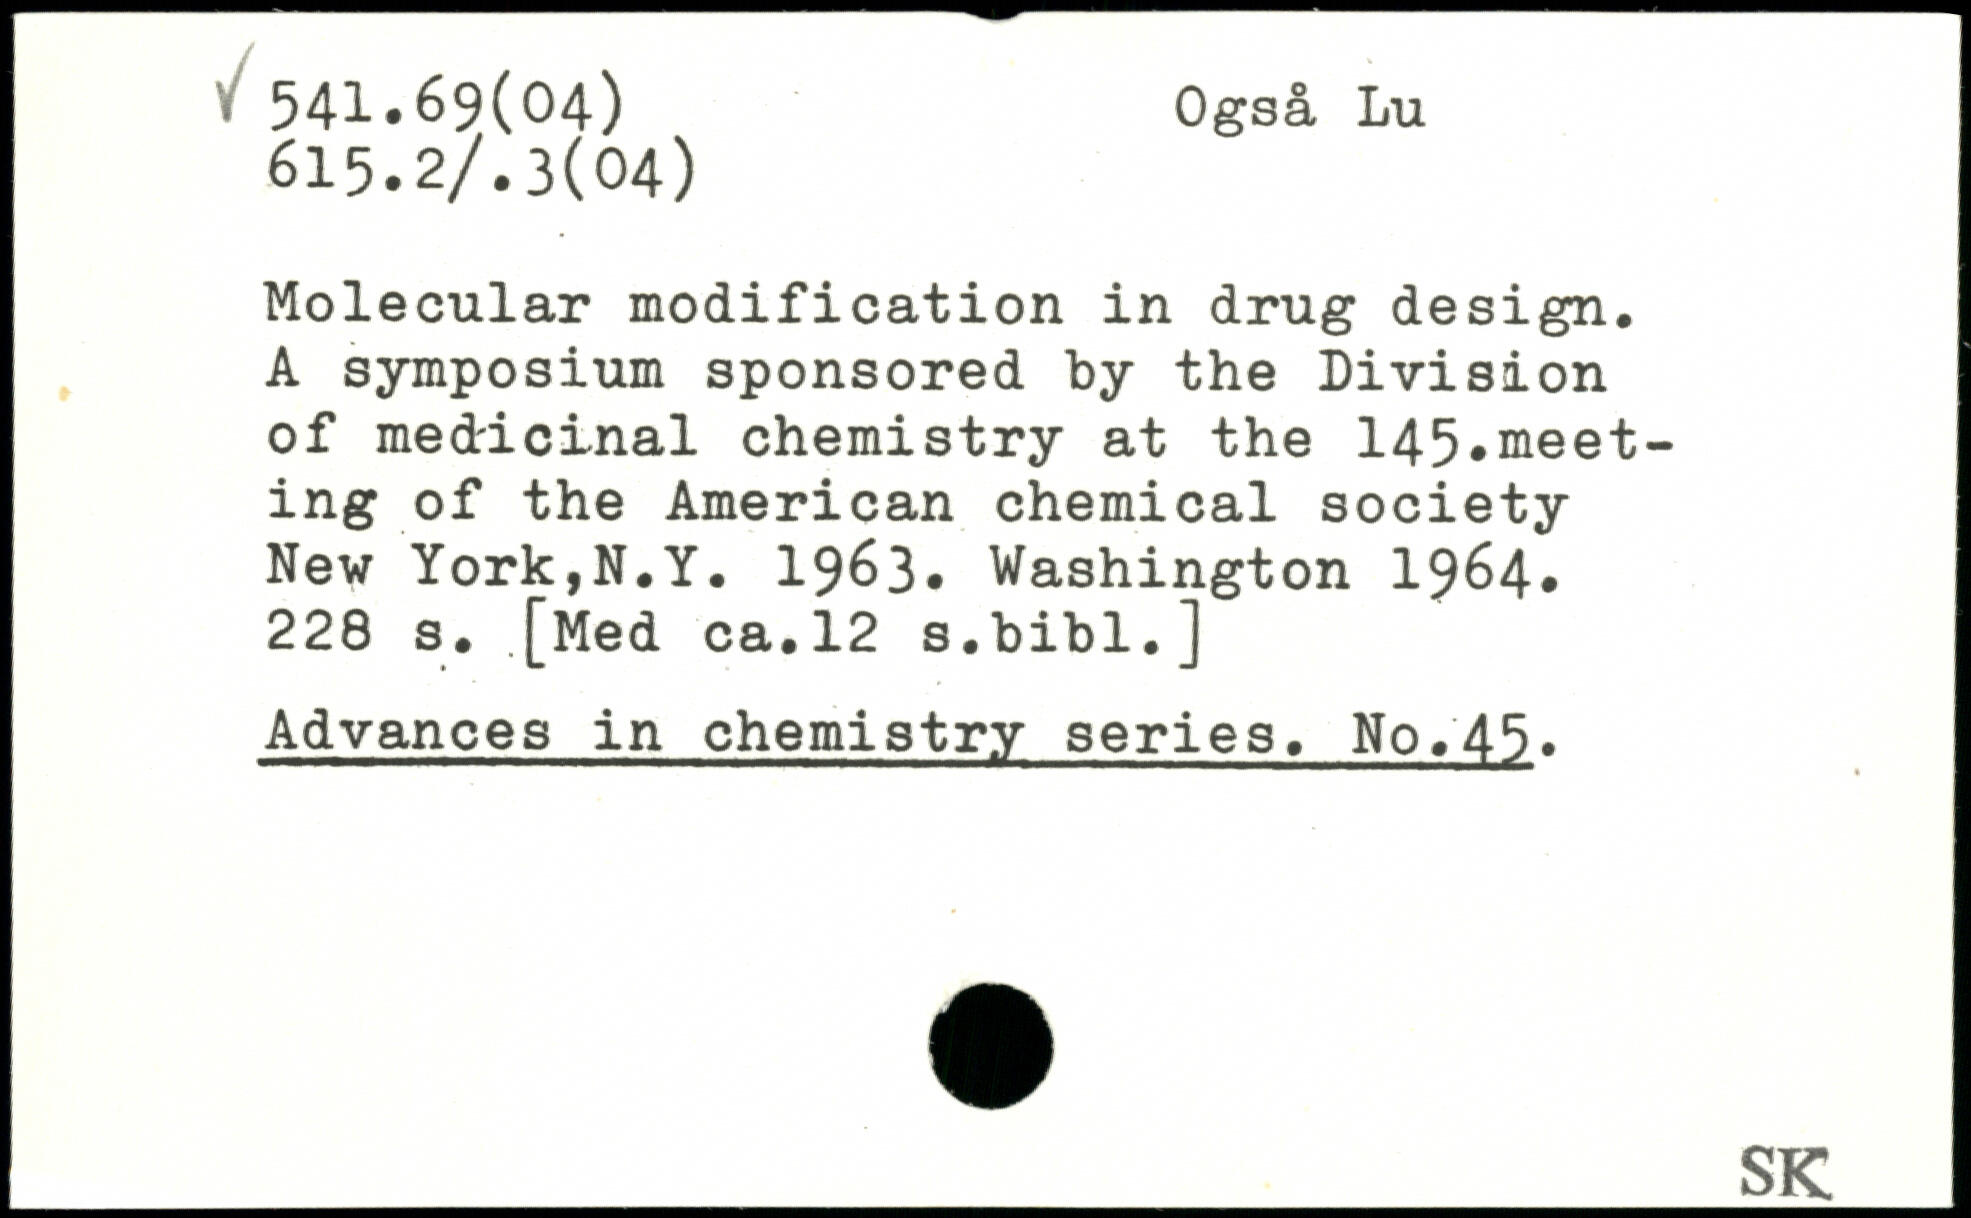 ✓ 541.69(04) Også Lu
615.2/.3(04)
Molecular modification in drug design.
A symposium sponsored by the Division
of medicinal chemistry at the 145.meet-
ing of the American chemical society
New York,N.Y. 1963. Washington 1964.
228 s. [Med ca.12 s.bibl.]
Advances in chemistry series. No.45.
SK